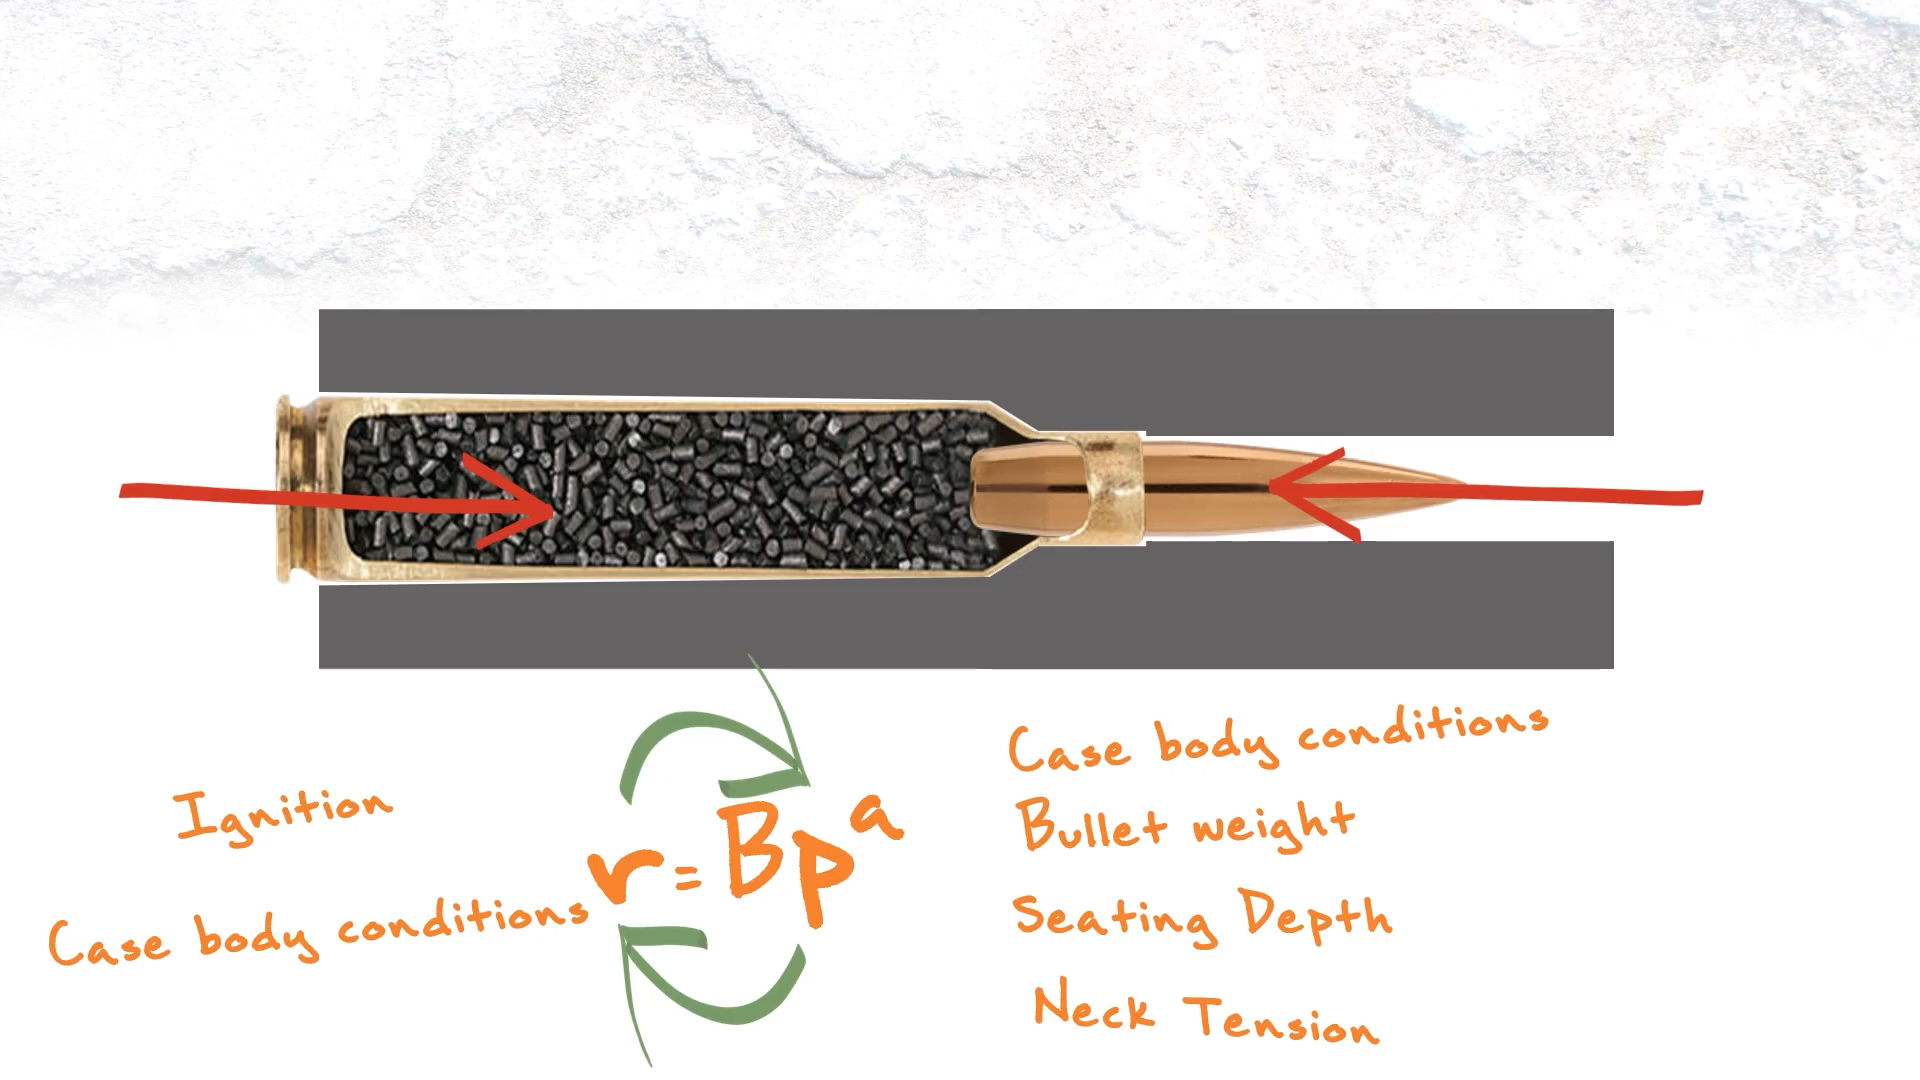 Ignition
Case body conditions
r = Bp^a
Case body conditions
Bullet weight
Seating Depth
Neck Tension